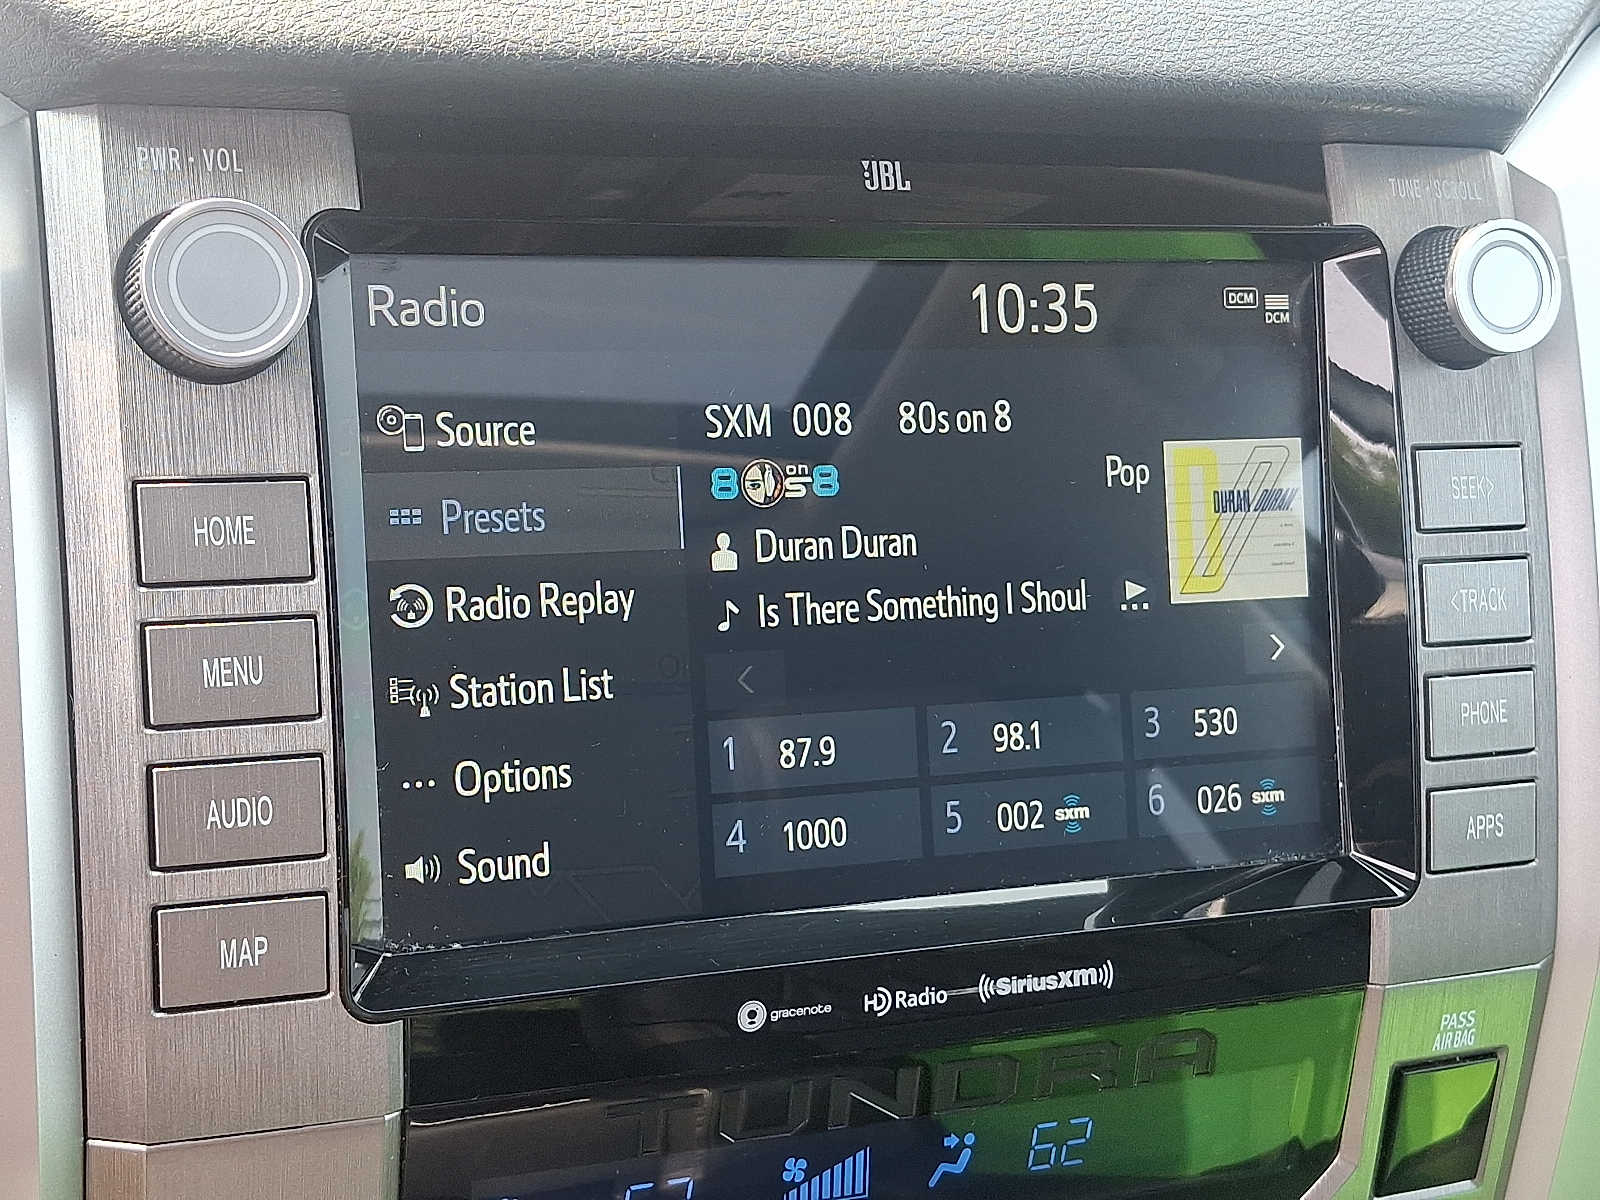 PWR • VOL
JBL
TUNE • SCROLL
Radio
10:35
DCM
DCM
Source
SXM 008 80s on 8
8 on 8
s
Pop
DURAN DURAN
Presets
Duran Duran
Radio Replay
Is There Something I Shoul
Station List
1 87.9
2 98.1
3 530
Options
4 1000
5 002 sxm
6 026 sxm
Sound
HOME
MENU
AUDIO
MAP
SEEK>
<TRACK
PHONE
APPS
gracenote
HD Radio
SiriusXM
PASS
AIR BAG
TUNDRA
62